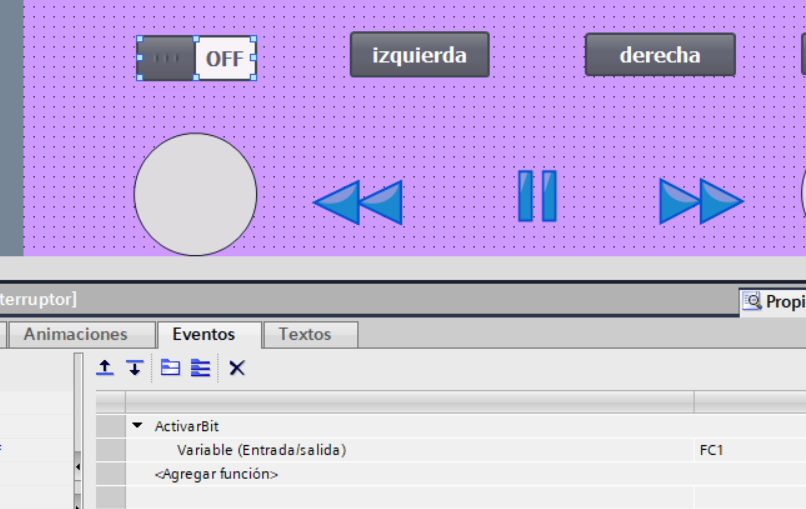 OFF
izquierda
derecha
terruptor]
Propi
Animaciones
Eventos
Textos
ActivarBit
Variable (Entrada/salida)
FC1
<Agregar función>